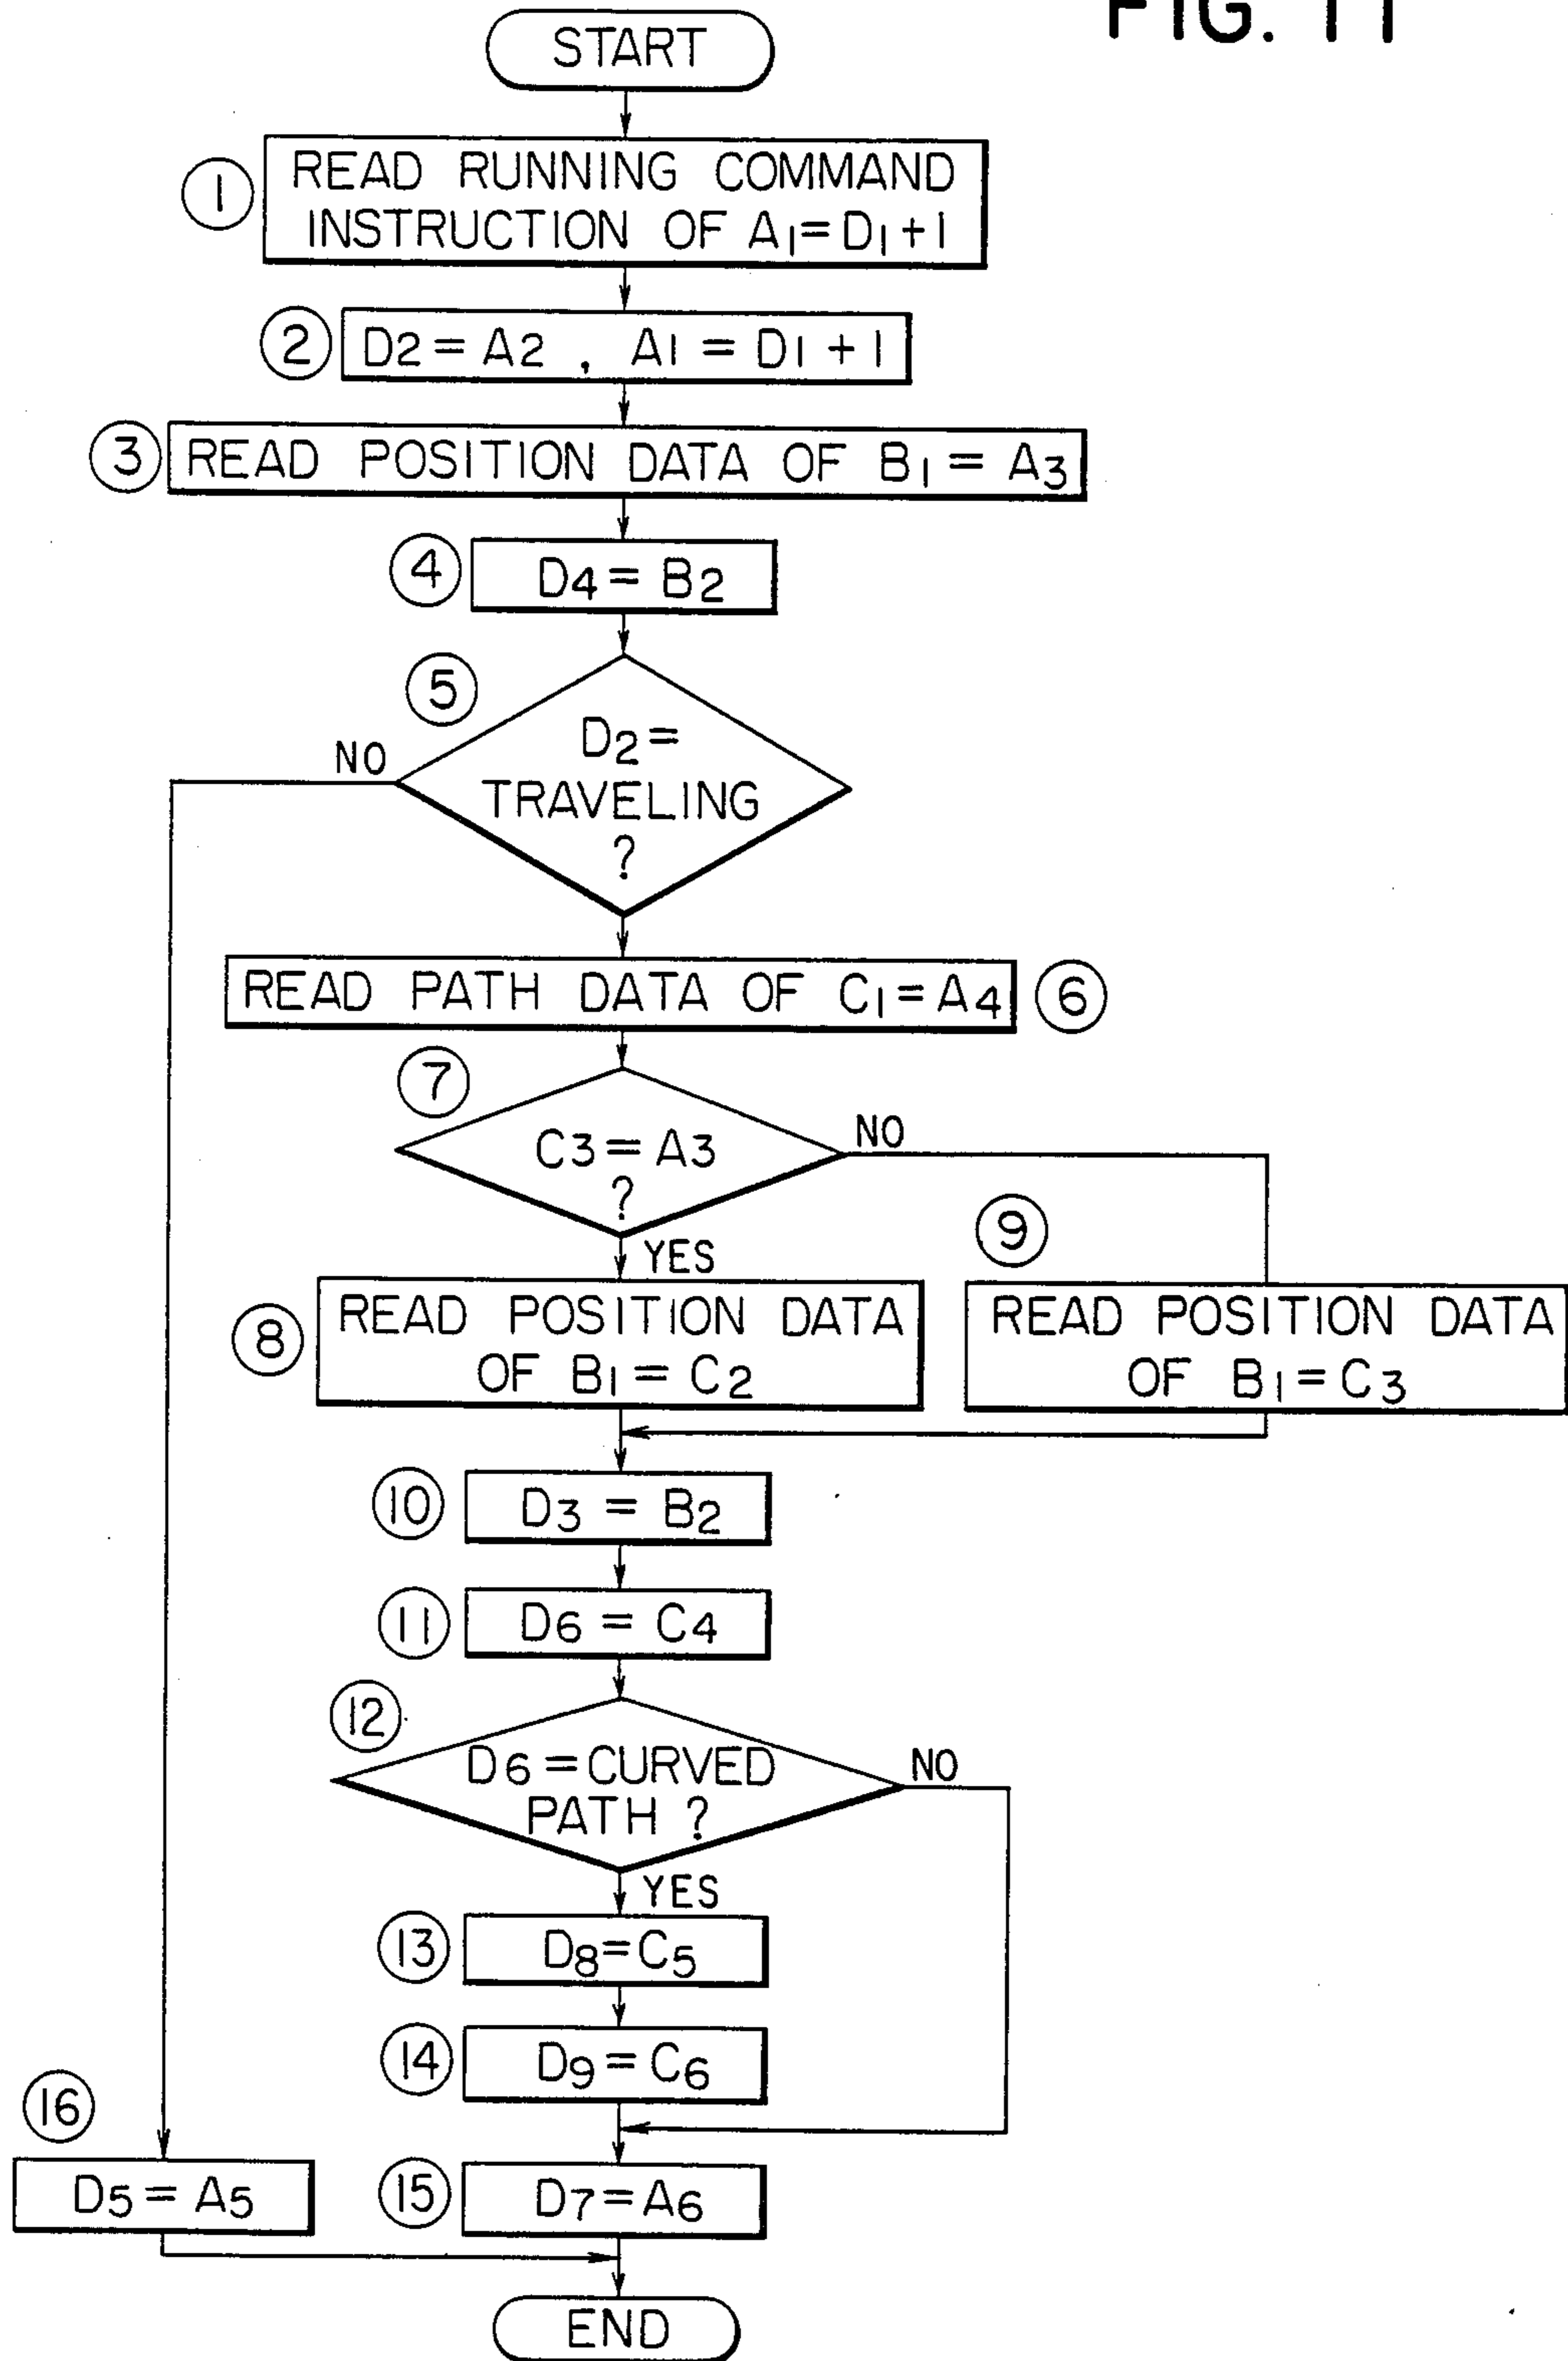 FIG. 11
START
①
READ RUNNING COMMAND
INSTRUCTION OF A₁=D₁+1
②
D₂ = A₂ , A₁ = D₁ + 1
③
READ POSITION DATA OF B₁ = A₃
④
D₄ = B₂
⑤
D₂ =
TRAVELING
?
NO
READ PATH DATA OF C₁ = A₄
⑥
⑦
C₃ = A₃
?
NO
YES
⑧
READ POSITION DATA
OF B₁ = C₂
⑨
READ POSITION DATA
OF B₁ = C₃
⑩
D₃ = B₂
⑪
D₆ = C₄
⑫
D₆ = CURVED
PATH ?
NO
YES
⑬
D₈ = C₅
⑭
D₉ = C₆
⑯
D₅ = A₅
⑮
D₇ = A₆
END